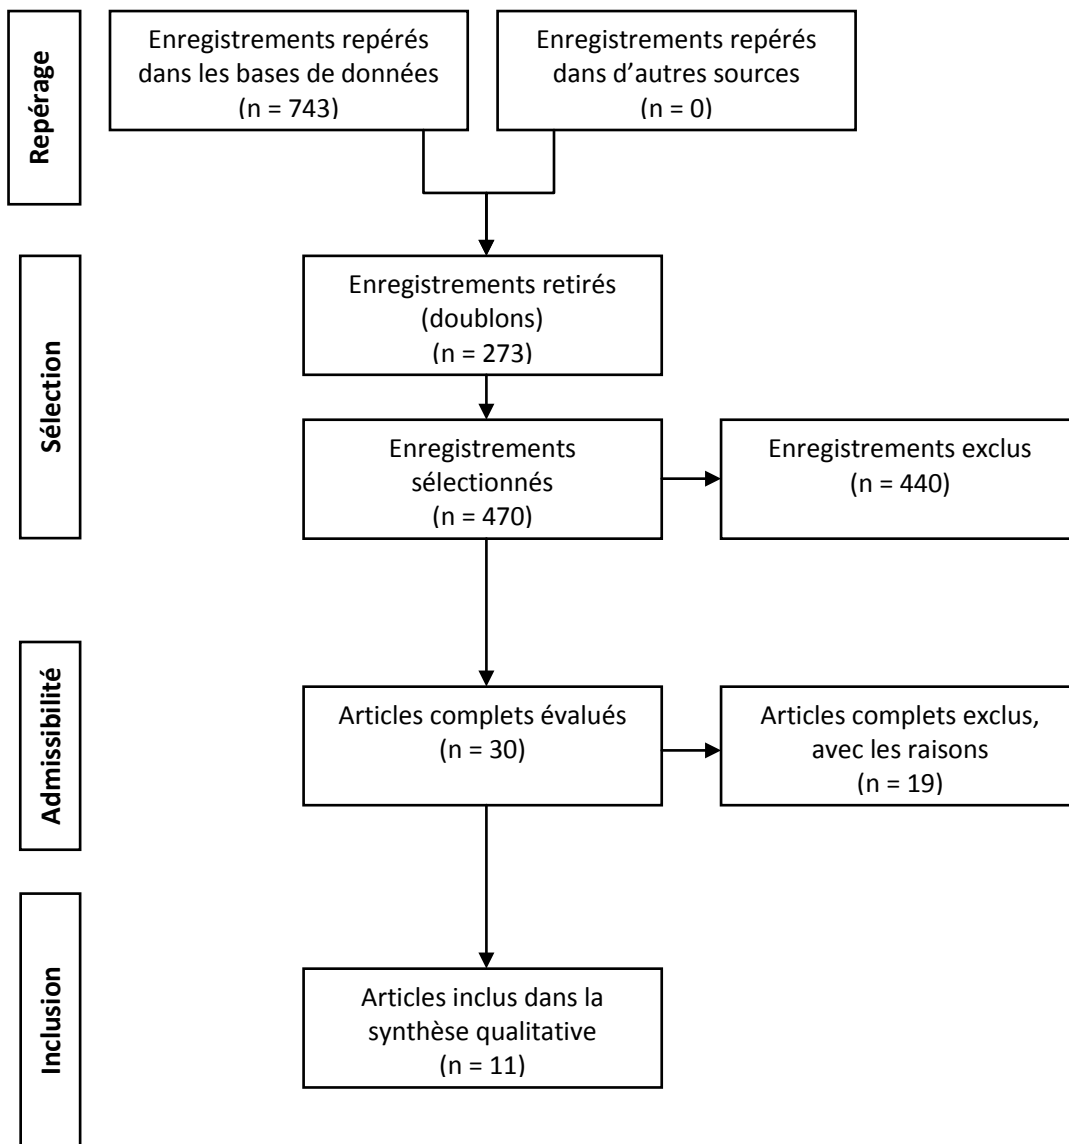 Repérage
Enregistrements repérés
dans les bases de données
(n = 743)
Enregistrements repérés
dans d’autres sources
(n = 0)
Sélection
Enregistrements retirés
(doublons)
(n = 273)
Enregistrements
sélectionnés
(n = 470)
Enregistrements exclus
(n = 440)
Admissibilité
Articles complets évalués
(n = 30)
Articles complets exclus,
avec les raisons
(n = 19)
Inclusion
Articles inclus dans la
synthèse qualitative
(n = 11)